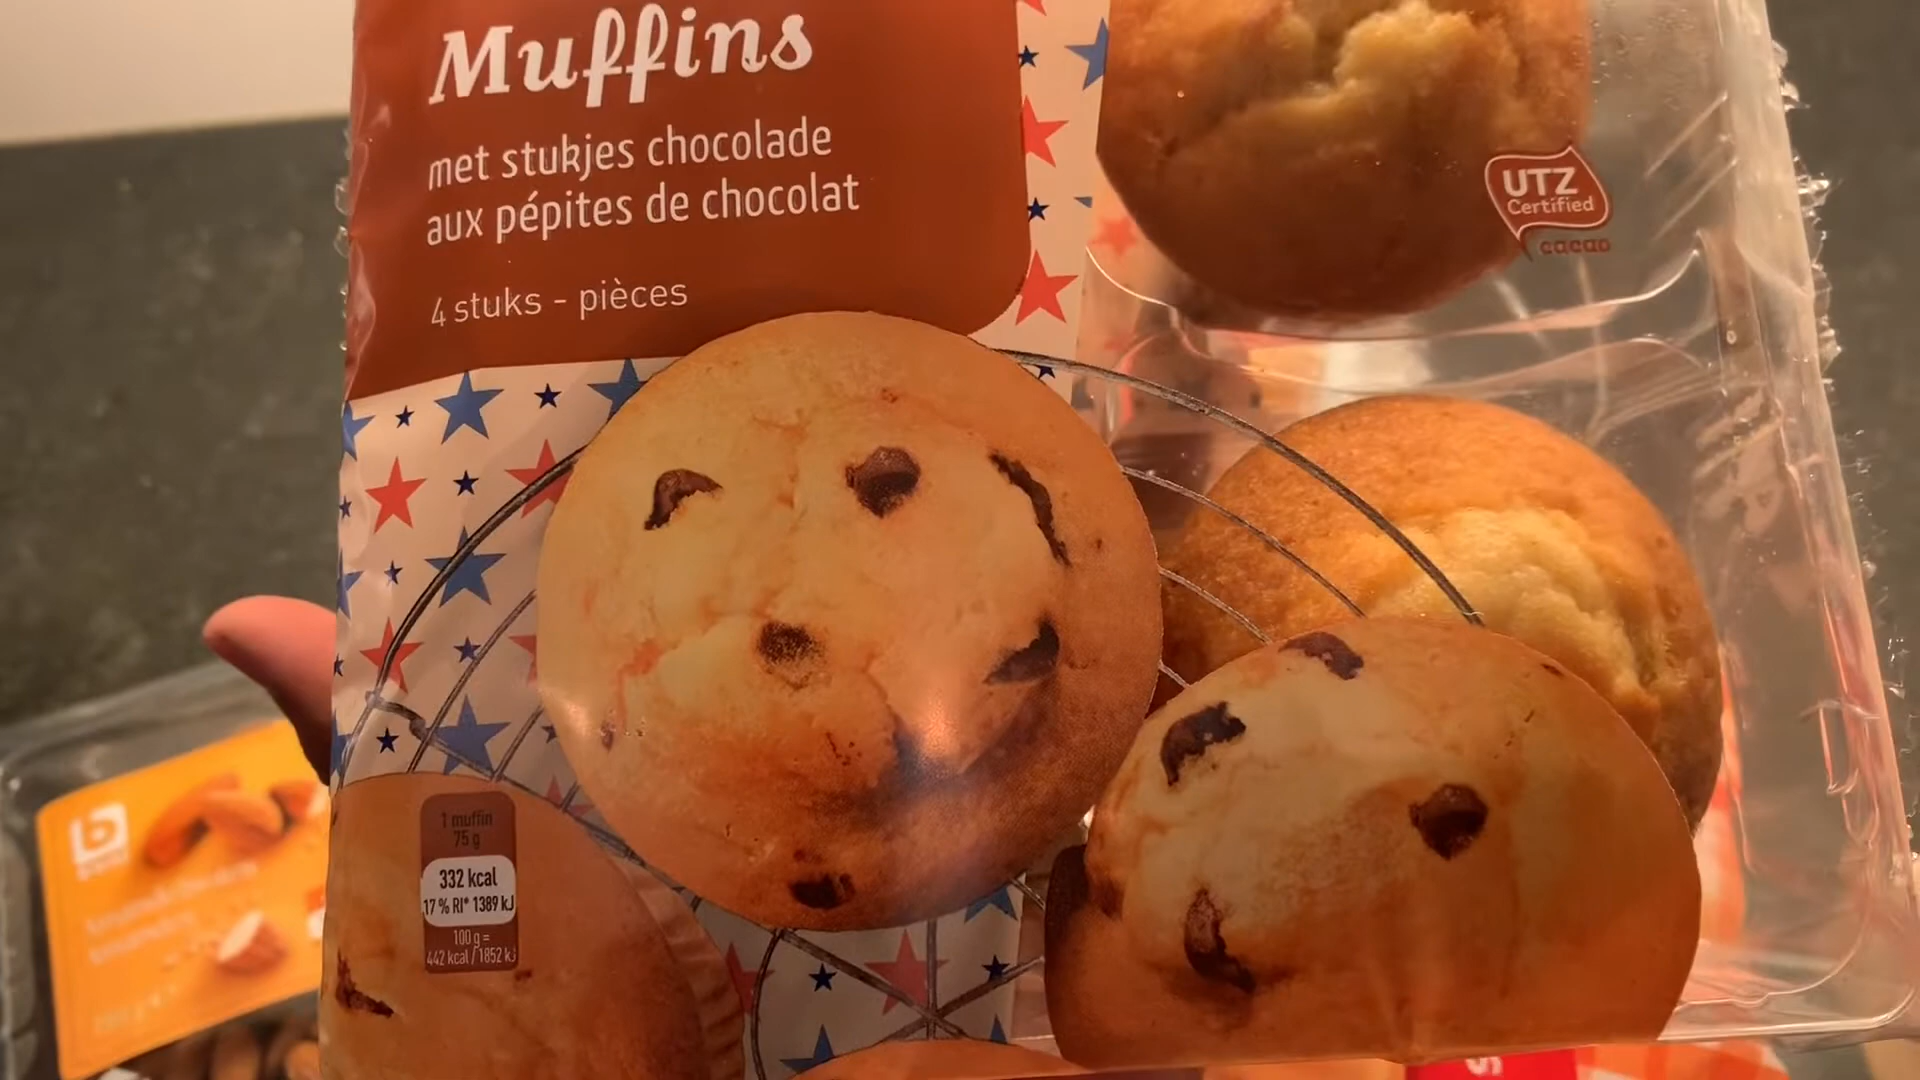 Muffins
met stukjes chocolade
aux pépites de chocolat
4 stuks - pièces
UTZ
Certified
cacao
1 muffin
75 g
332 kcal
17 % RI* 1389 kJ
100 g =
442 kcal / 1852 kJ
b